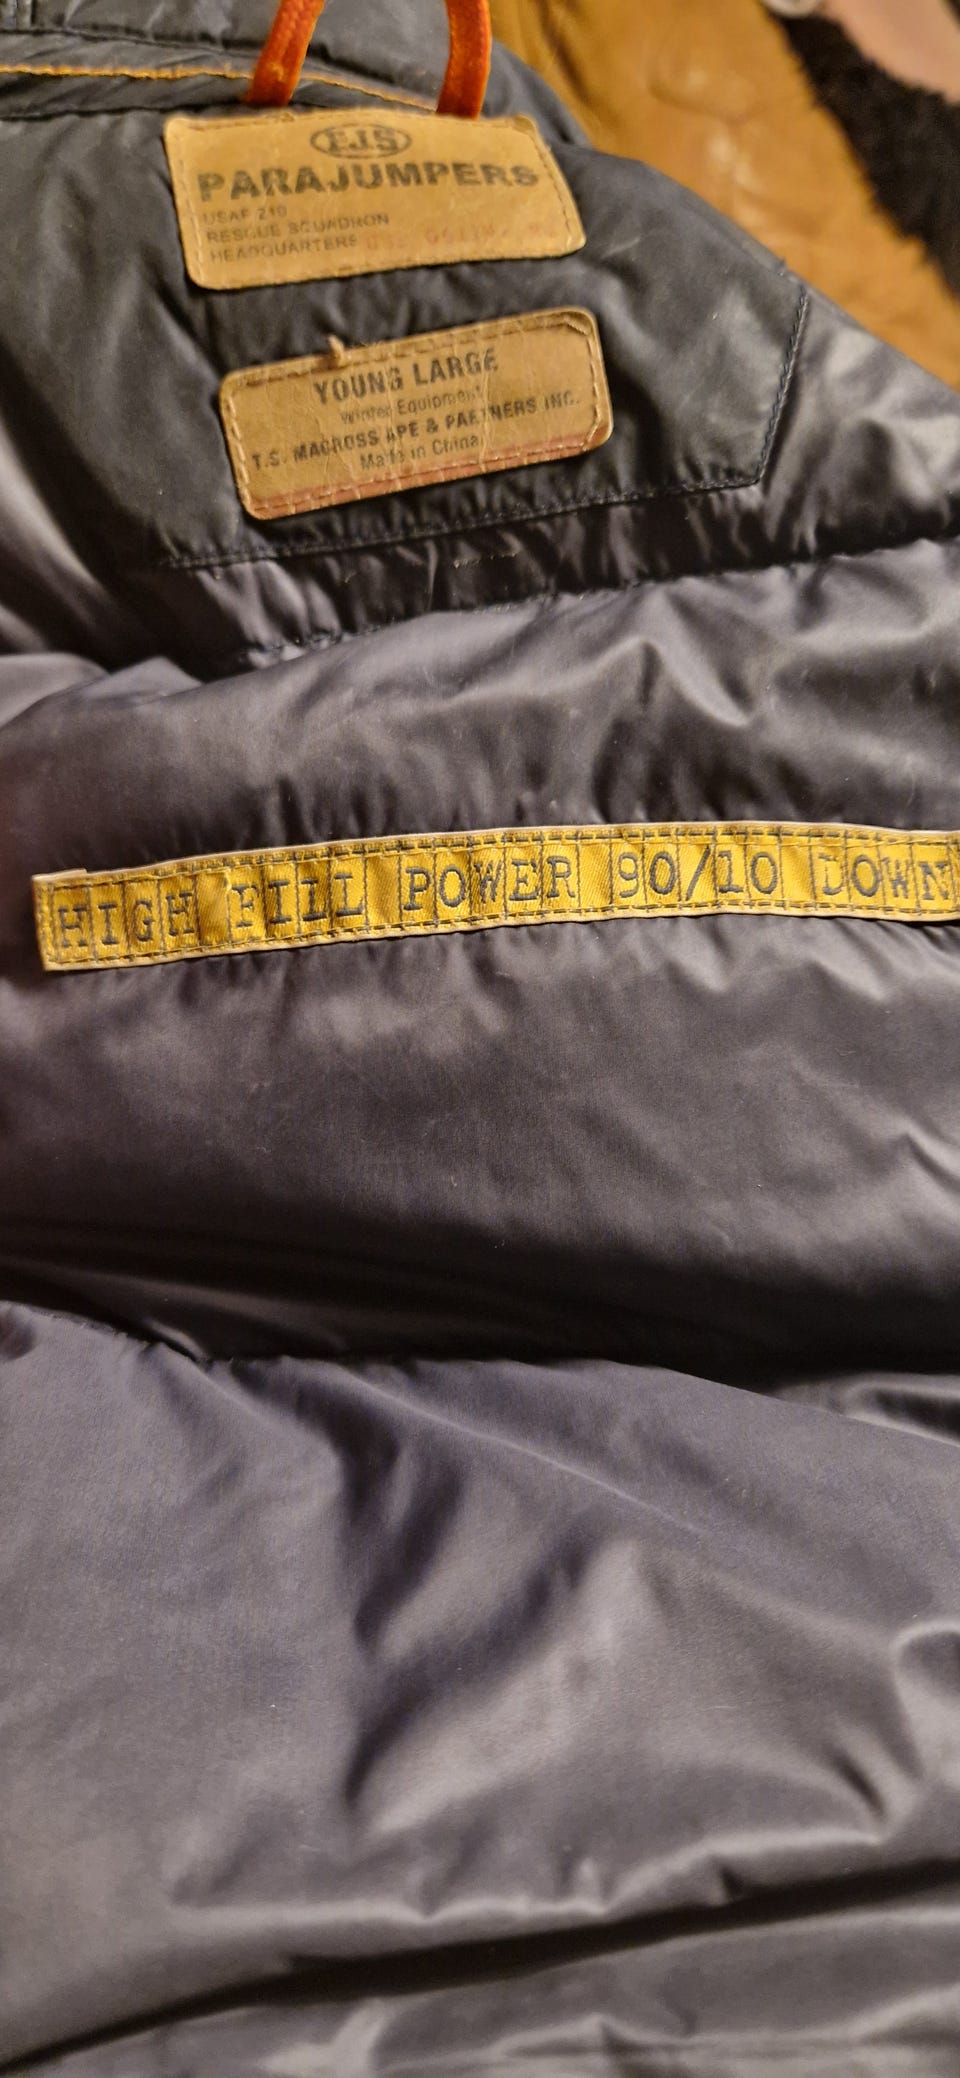 PJS
PARAJUMPERS
USAF 210
RESCUE SQUADRON
HEADQUARTERS
YOUNG LARGE
Winter Equipment
T.S. MACROSS APE & PARTNERS INC.
Made in China
HIGH FILL POWER 90/10 DOWN